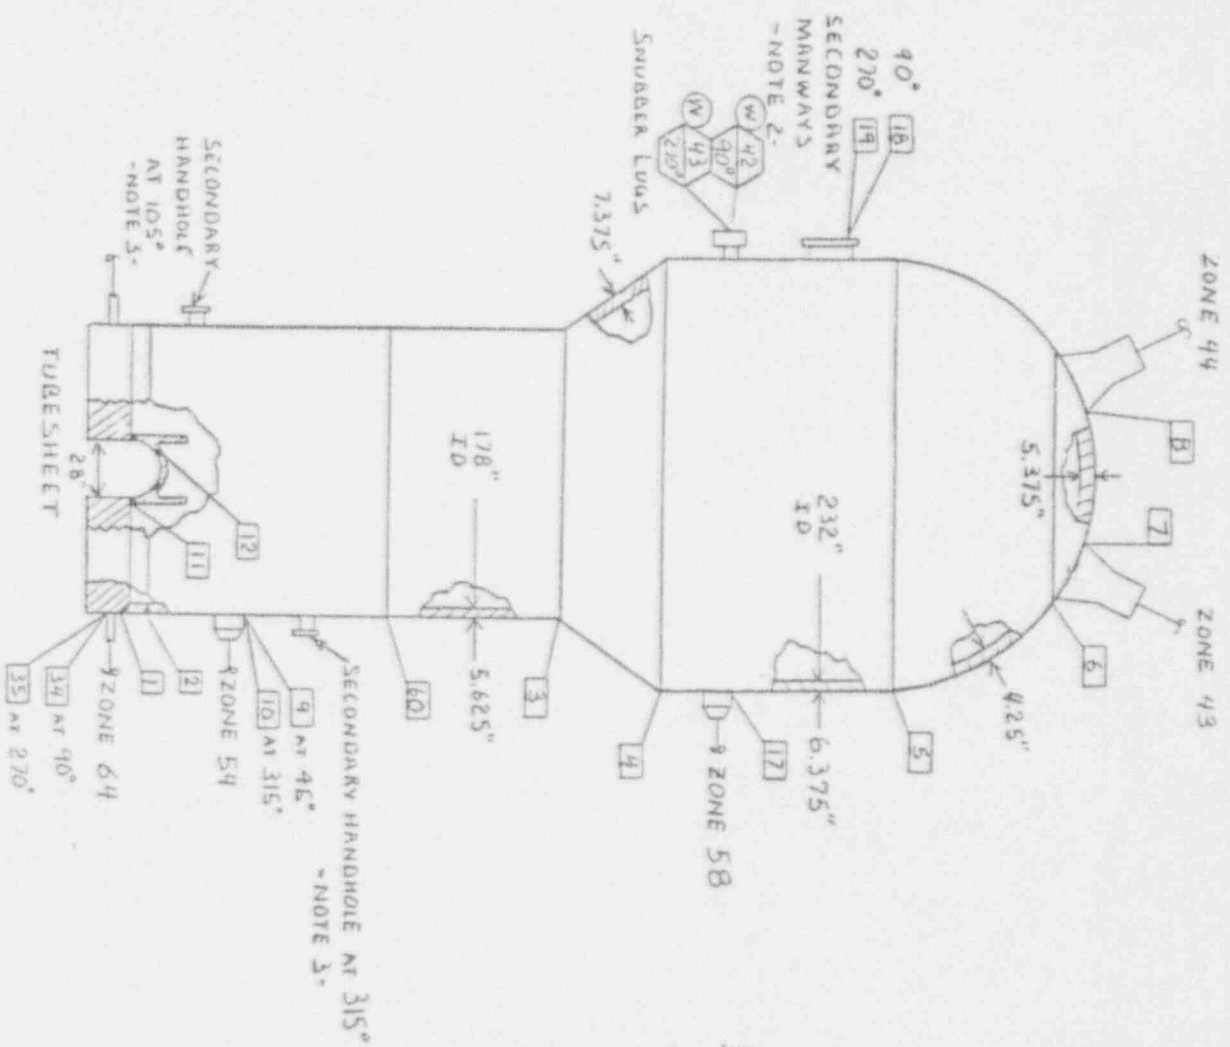 ZONE 44
ZONE 43
90° 18
270° 19
SECONDARY
MANWAYS
-NOTE 2-
W 42
90°
W 43
270°
SNUBBER LUGS
7.375"
8
5.375"
7
6
4.25"
232"
ID
5
6.375"
17
ZONE 58
4
178"
ID
3
5.625"
60
SECONDARY
HANDHOLE
AT 105°
-NOTE 3-
SECONDARY HANDHOLE AT 315°
-NOTE 3-
9 AT 45°
10 AT 315°
ZONE 54
12
11
28"
TUBESHEET
2
1
ZONE 64
34 AT 90°
35 AT 270°